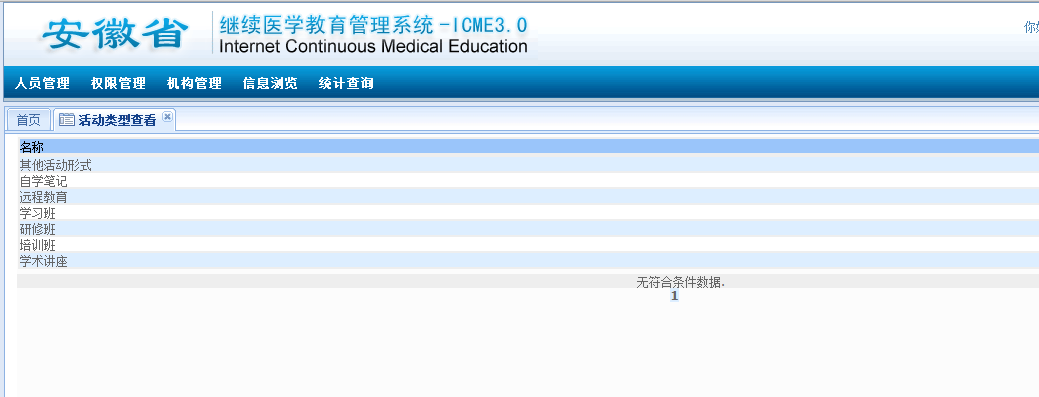 安徽省
继续医学教育管理系统-ICME3.0
Internet Continuous Medical Education
人员管理 权限管理 机构管理 信息浏览 统计查询
首页 活动类型查看
名称
其他活动形式
自学笔记
远程教育
学习班
研修班
培训班
学术讲座
无符合条件数据.
1